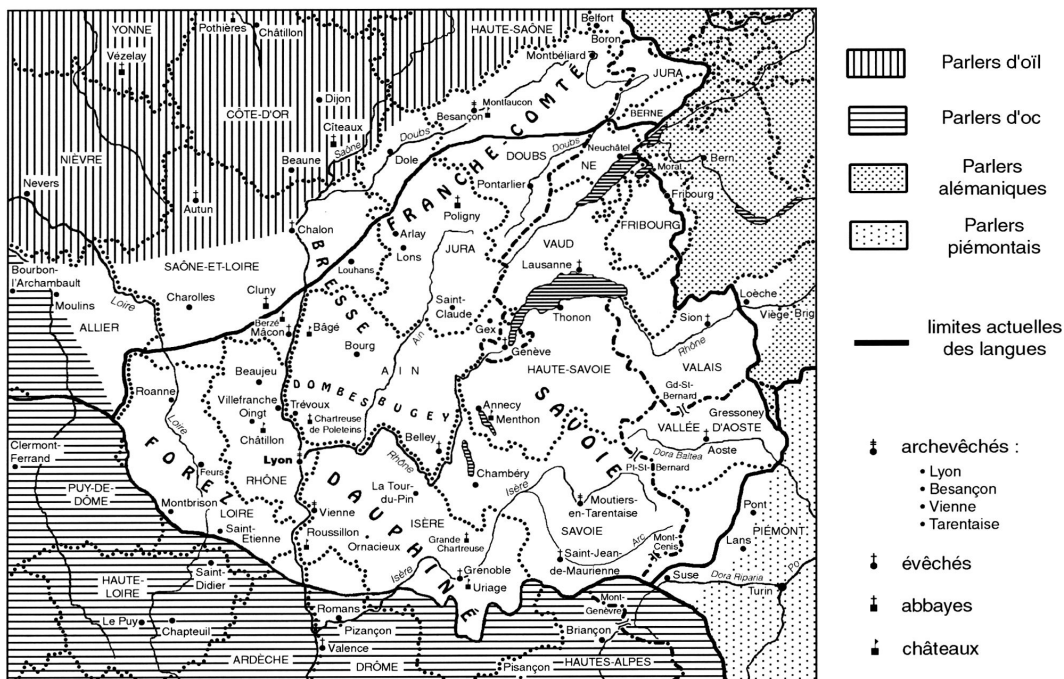 YONNE
Pothières
Châtillon
Vézelay
HAUTE-SAÔNE
Belfort
Boron
Montbéliard
JURA
CÔTE-D'OR
Dijon
Cîteaux
Montfaucon
Besançon
BERNE
Doubs
Saône
NIÈVRE
Beaune
Dole
FRANCHE-COMTÉ
DOUBS
Doubs
Neuchâtel
NE
Morat
Bern
Nevers
Autun
Pontarlier
Fribourg
Chalon
Poligny
Arlay
Lons
JURA
FRIBOURG
VAUD
Lausanne
BRESSE
Louhans
SAÔNE-ET-LOIRE
Bourbon-
l'Archambault
Moulins
Loire
Charolles
Cluny
ALLIER
Berzé
Mâcon
Bâgé
Saint-
Claude
Thonon
Loèche
Viège
Brig
Sion
Gex
Genève
Rhône
Bourg
Ain
AIN
HAUTE-SAVOIE
VALAIS
Beaujeu
Roanne
DOMBES
BUGEY
Villefranche
Oingt
Trévoux
Chartreuse
de Poleteins
Châtillon
Annecy
Menthon
SAVOIE
Gd-St-
Bernard
Gressoney
VALLÉE
D'AOSTE
Aoste
Dora Baltea
Pt-St-Bernard
Loire
Clermont-
Ferrand
FOREZ
Lyon
Belley
Rhône
Chambéry
PUY-DE-
DÔME
Feurs
RHÔNE
DAUPHINÉ
La Tour-
du-Pin
Isère
Moutiers-
en-Tarentaise
Montbrison
LOIRE
Vienne
ISÈRE
SAVOIE
Pont
PIÉMONT
Saint-
Etienne
Roussillon
Ornacieux
Grande
Chartreuse
Arc
Mont-
Cenis
Lans
Saint-Jean-
de-Maurienne
HAUTE-
LOIRE
Saint-
Didier
Isère
Grenoble
Uriage
Suse
Dora Riparia
Po
Turin
Le Puy
Chapteuil
Romans
Pizançon
Mont-
Genèvre
Briançon
Valence
ARDÈCHE
DRÔME
Pisançon
HAUTES-ALPES
Parlers d'oïl
Parlers d'oc
Parlers
alémaniques
Parlers
piémontais
limites actuelles
des langues
archevêchés :
• Lyon
• Besançon
• Vienne
• Tarentaise
évêchés
abbayes
châteaux